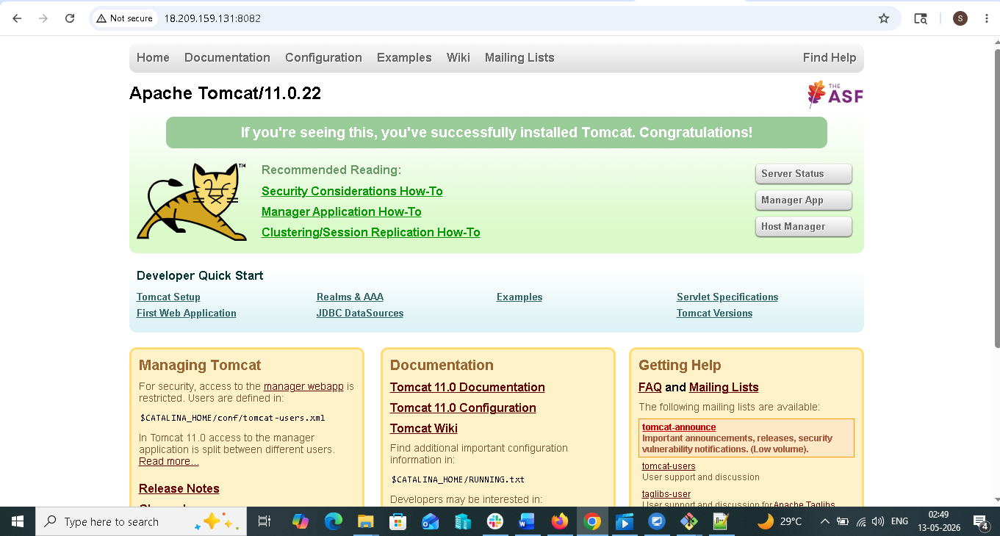 Not secure
18.209.159.131:8082
S
Home Documentation Configuration Examples Wiki Mailing Lists Find Help
Apache Tomcat/11.0.22
THE
ASF
If you're seeing this, you've successfully installed Tomcat. Congratulations!
TM
Recommended Reading:
Security Considerations How-To
Manager Application How-To
Clustering/Session Replication How-To
Server Status
Manager App
Host Manager
Developer Quick Start
Tomcat Setup
First Web Application
Realms & AAA
JDBC DataSources
Examples
Servlet Specifications
Tomcat Versions
Managing Tomcat
For security, access to the manager webapp is
restricted. Users are defined in:
$CATALINA_HOME/conf/tomcat-users.xml
In Tomcat 11.0 access to the manager
application is split between different users.
Read more...
Release Notes
Documentation
Tomcat 11.0 Documentation
Tomcat 11.0 Configuration
Tomcat Wiki
Find additional important configuration
information in:
$CATALINA_HOME/RUNNING.txt
Developers may be interested in:
Getting Help
FAQ and Mailing Lists
The following mailing lists are available:
tomcat-announce
Important announcements, releases, security
vulnerability notifications. (Low volume).
tomcat-users
User support and discussion
taglibs-user
User support and discussion for Apache Taglibs
Type here to search
29°C
ENG
02:49
13-05-2026
4